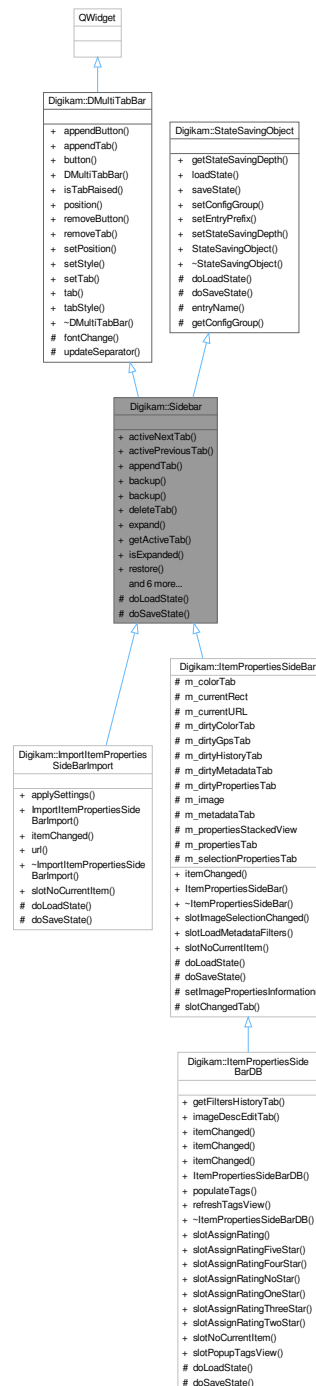 QWidget
Digikam::DMultiTabBar
+ appendButton()
+ appendTab()
+ button()
+ DMultiTabBar()
+ isTabRaised()
+ position()
+ removeButton()
+ removeTab()
+ setPosition()
+ setStyle()
+ setTab()
+ tab()
+ tabStyle()
+ ~DMultiTabBar()
# fontChange()
# updateSeparator()
Digikam::StateSavingObject
+ getStateSavingDepth()
+ loadState()
+ saveState()
+ setConfigGroup()
+ setEntryPrefix()
+ setStateSavingDepth()
+ StateSavingObject()
+ ~StateSavingObject()
# doLoadState()
# doSaveState()
# entryName()
# getConfigGroup()
Digikam::Sidebar
+ activeNextTab()
+ activePreviousTab()
+ appendTab()
+ backup()
+ backup()
+ deleteTab()
+ expand()
+ getActiveTab()
+ isExpanded()
+ restore()
and 6 more...
# doLoadState()
# doSaveState()
Digikam::ImportItemProperties
SideBarImport
+ applySettings()
+ ImportItemPropertiesSide
BarImport()
+ itemChanged()
+ url()
+ ~ImportItemPropertiesSide
BarImport()
+ slotNoCurrentItem()
# doLoadState()
# doSaveState()
Digikam::ItemPropertiesSideBar
# m_colorTab
# m_currentRect
# m_currentURL
# m_dirtyColorTab
# m_dirtyGpsTab
# m_dirtyHistoryTab
# m_dirtyMetadataTab
# m_dirtyPropertiesTab
# m_image
# m_metadataTab
# m_propertiesStackedView
# m_propertiesTab
# m_selectionPropertiesTab
+ itemChanged()
+ ItemPropertiesSideBar()
+ ~ItemPropertiesSideBar()
+ slotImageSelectionChanged()
+ slotLoadMetadataFilters()
+ slotNoCurrentItem()
# doLoadState()
# doSaveState()
# setImagePropertiesInformation(
# slotChangedTab()
Digikam::ItemPropertiesSide
BarDB
+ getFiltersHistoryTab()
+ imageDescEditTab()
+ itemChanged()
+ itemChanged()
+ itemChanged()
+ ItemPropertiesSideBarDB()
+ populateTags()
+ refreshTagsView()
+ ~ItemPropertiesSideBarDB()
+ slotAssignRating()
+ slotAssignRatingFiveStar()
+ slotAssignRatingFourStar()
+ slotAssignRatingNoStar()
+ slotAssignRatingOneStar()
+ slotAssignRatingThreeStar()
+ slotAssignRatingTwoStar()
+ slotNoCurrentItem()
+ slotPopupTagsView()
# doLoadState()
# doSaveState()